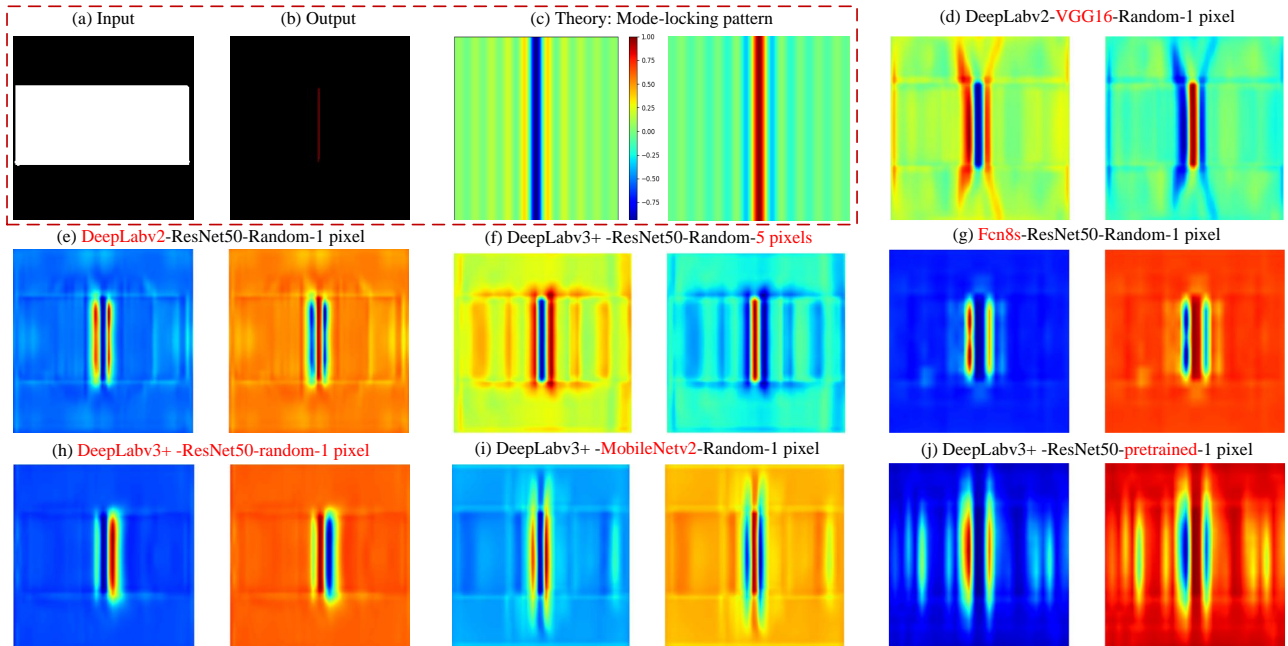 (a) Input
(b) Output
(c) Theory: Mode-locking pattern
(d) DeepLabv2-VGG16-Random-1 pixel
1.00
0.75
0.50
0.25
0.00
-0.25
-0.50
-0.75
(e) DeepLabv2-ResNet50-Random-1 pixel
(f) DeepLabv3+ -ResNet50-Random-5 pixels
(g) Fcn8s-ResNet50-Random-1 pixel
(h) DeepLabv3+ -ResNet50-random-1 pixel
(i) DeepLabv3+ -MobileNetv2-Random-1 pixel
(j) DeepLabv3+ -ResNet50-pretrained-1 pixel